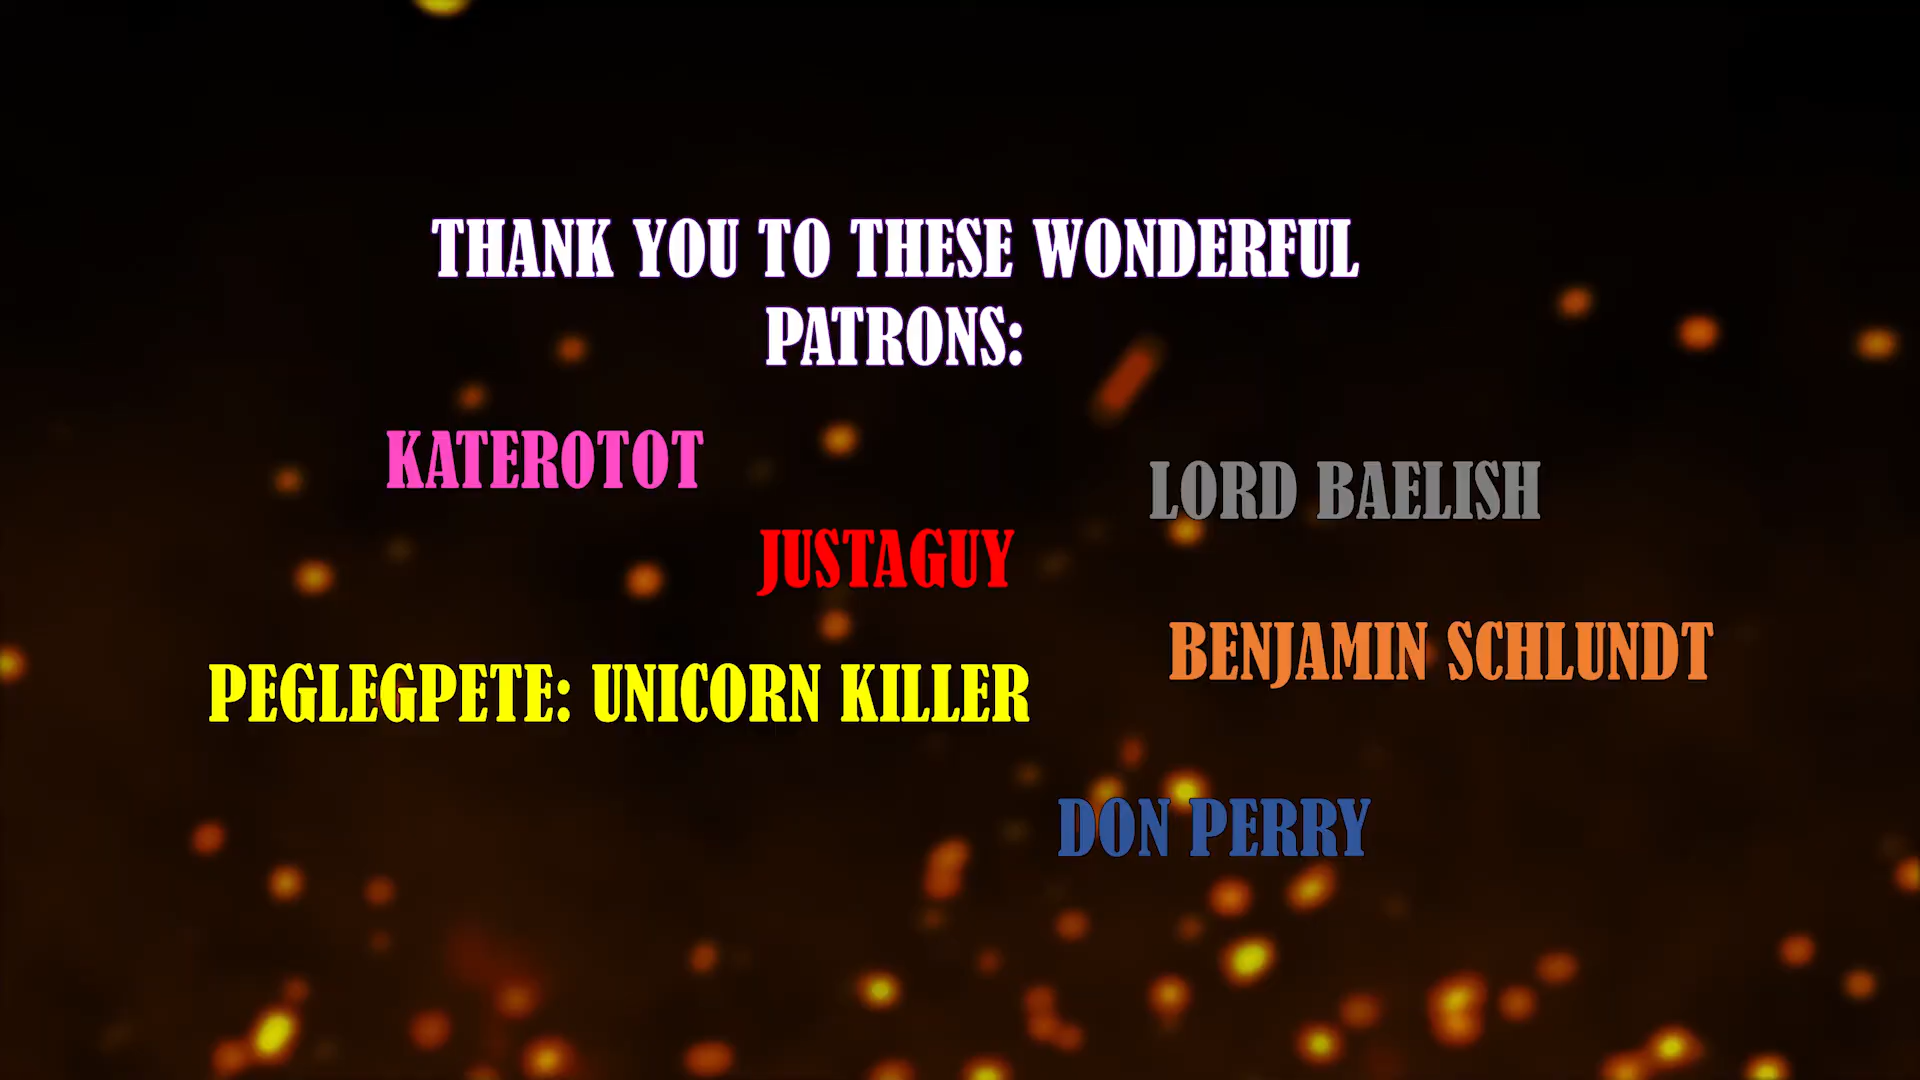 THANK YOU TO THESE WONDERFUL
PATRONS:
KATEROTOT
LORD BAELISH
JUSTAGUY
BENJAMIN SCHLUNDT
PEGLEGPETE: UNICORN KILLER
DON PERRY